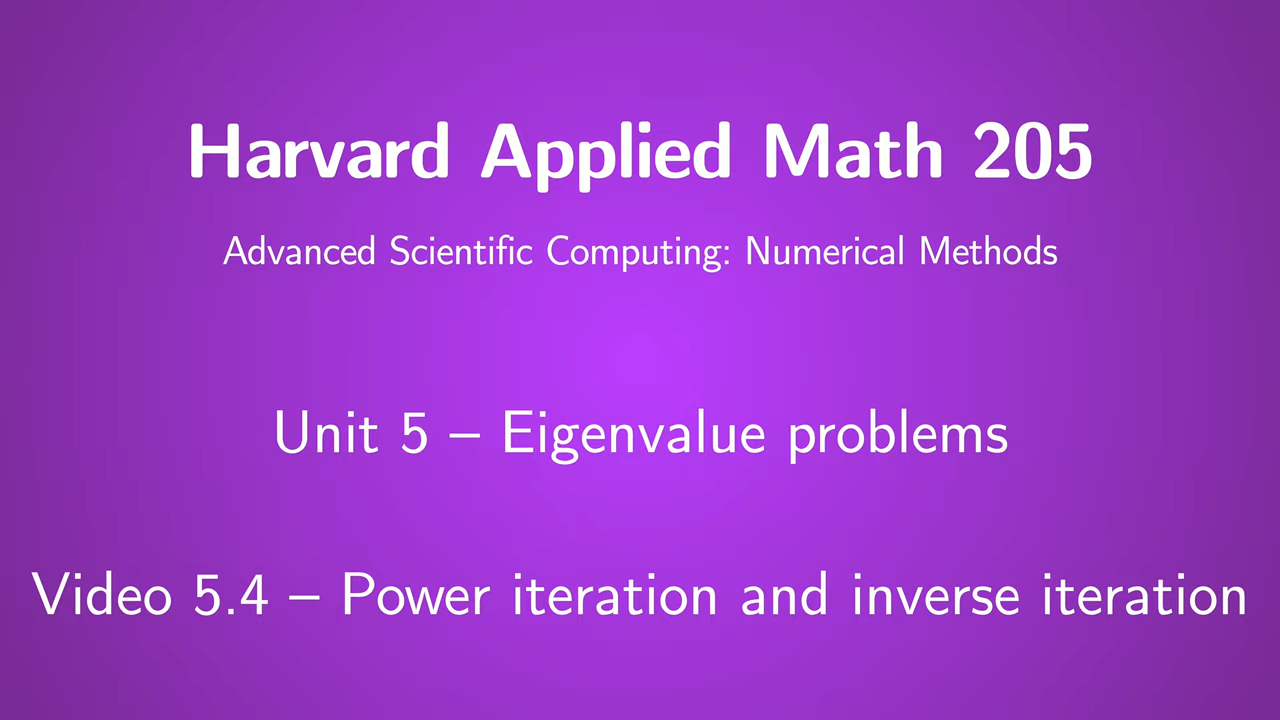 Harvard Applied Math 205
Advanced Scientific Computing: Numerical Methods
Unit 5 – Eigenvalue problems
Video 5.4 – Power iteration and inverse iteration